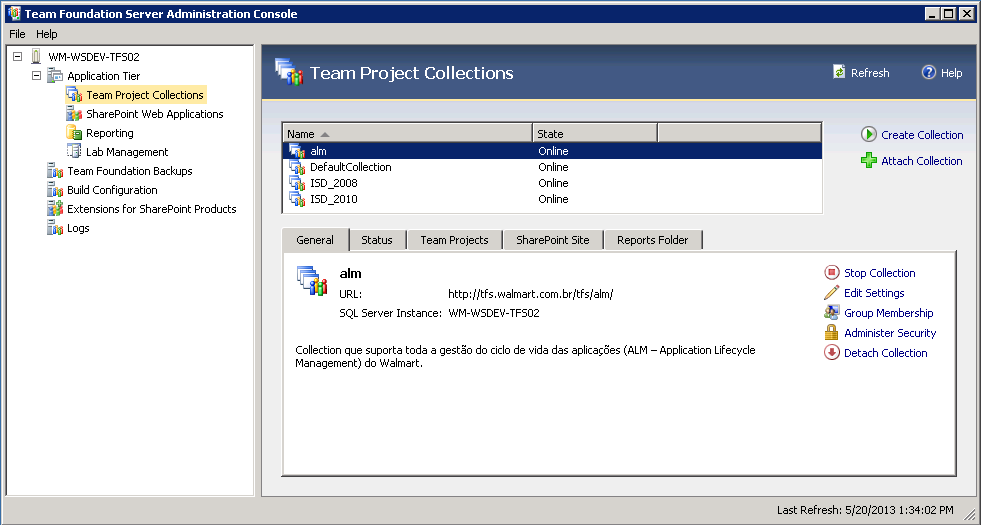 Team Foundation Server Administration Console
File Help
WM-WSDEV-TFS02
Application Tier
Team Project Collections
SharePoint Web Applications
Reporting
Lab Management
Team Foundation Backups
Build Configuration
Extensions for SharePoint Products
Logs
Team Project Collections
Refresh
Help
Name State
alm Online
DefaultCollection Online
ISD_2008 Online
ISD_2010 Online
Create Collection
Attach Collection
General Status Team Projects SharePoint Site Reports Folder
alm
URL: http://tfs.walmart.com.br/tfs/alm/
SQL Server Instance: WM-WSDEV-TFS02
Collection que suporta toda a gestão do ciclo de vida das aplicações (ALM – Application Lifecycle
Management) do Walmart.
Stop Collection
Edit Settings
Group Membership
Administer Security
Detach Collection
Last Refresh: 5/20/2013 1:34:02 PM